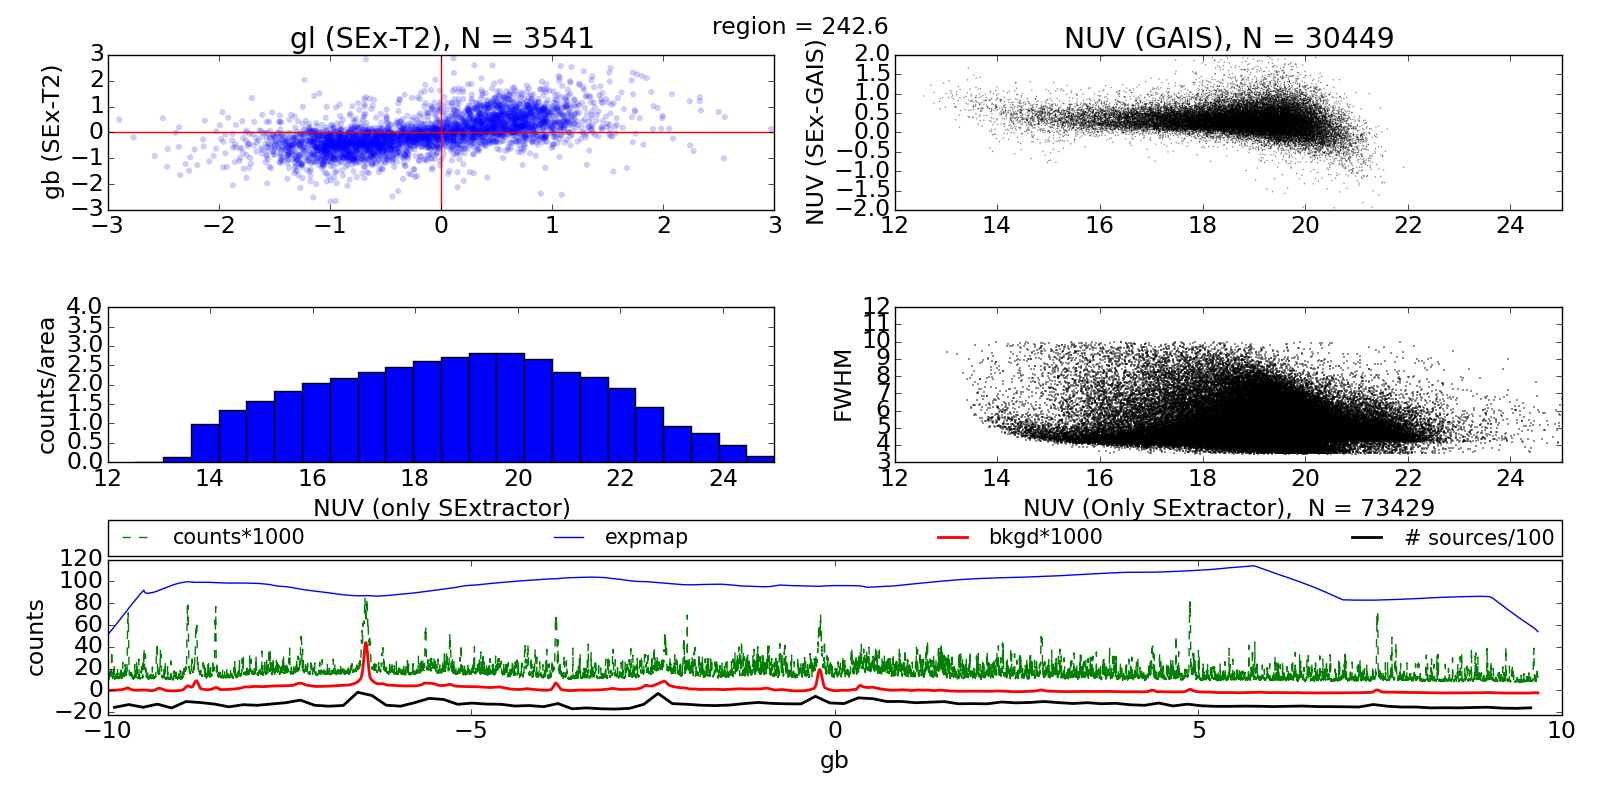 region = 242.6
gl (SEx-T2), N = 3541
gb (SEx-T2)
3
2
1
0
−1
−2
−3
−3 −2 −1 0 1 2 3
NUV (GAIS), N = 30449
NUV (SEx-GAIS)
2.0
1.5
1.0
0.5
0.0
−0.5
−1.0
−1.5
−2.0
12 14 16 18 20 22 24
counts/area
4.0
3.5
3.0
2.5
2.0
1.5
1.0
0.5
0.0
12 14 16 18 20 22 24
NUV (only SExtractor)
FWHM
12
11
10
9
8
7
6
5
4
3
12 14 16 18 20 22 24
NUV (Only SExtractor), N = 73429
counts*1000 expmap bkgd*1000 # sources/100
counts
120
100
80
60
40
20
0
−20
−10 −5 0 5 10
gb